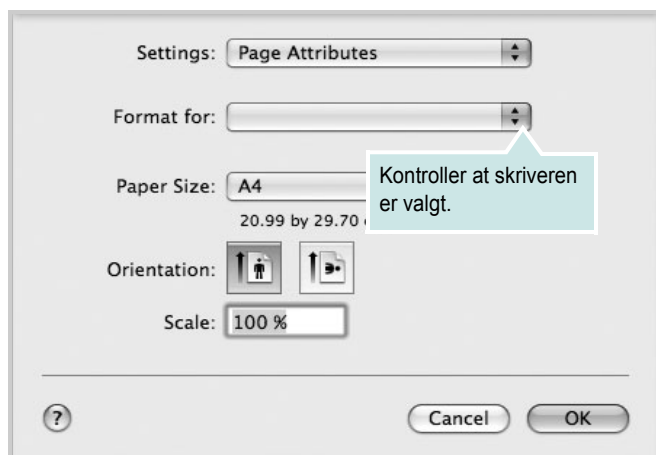 Settings: Page Attributes
Format for:
Kontroller at skriveren
er valgt.
Paper Size: A4
20.99 by 29.70
Orientation:
Scale: 100 %
?
Cancel OK